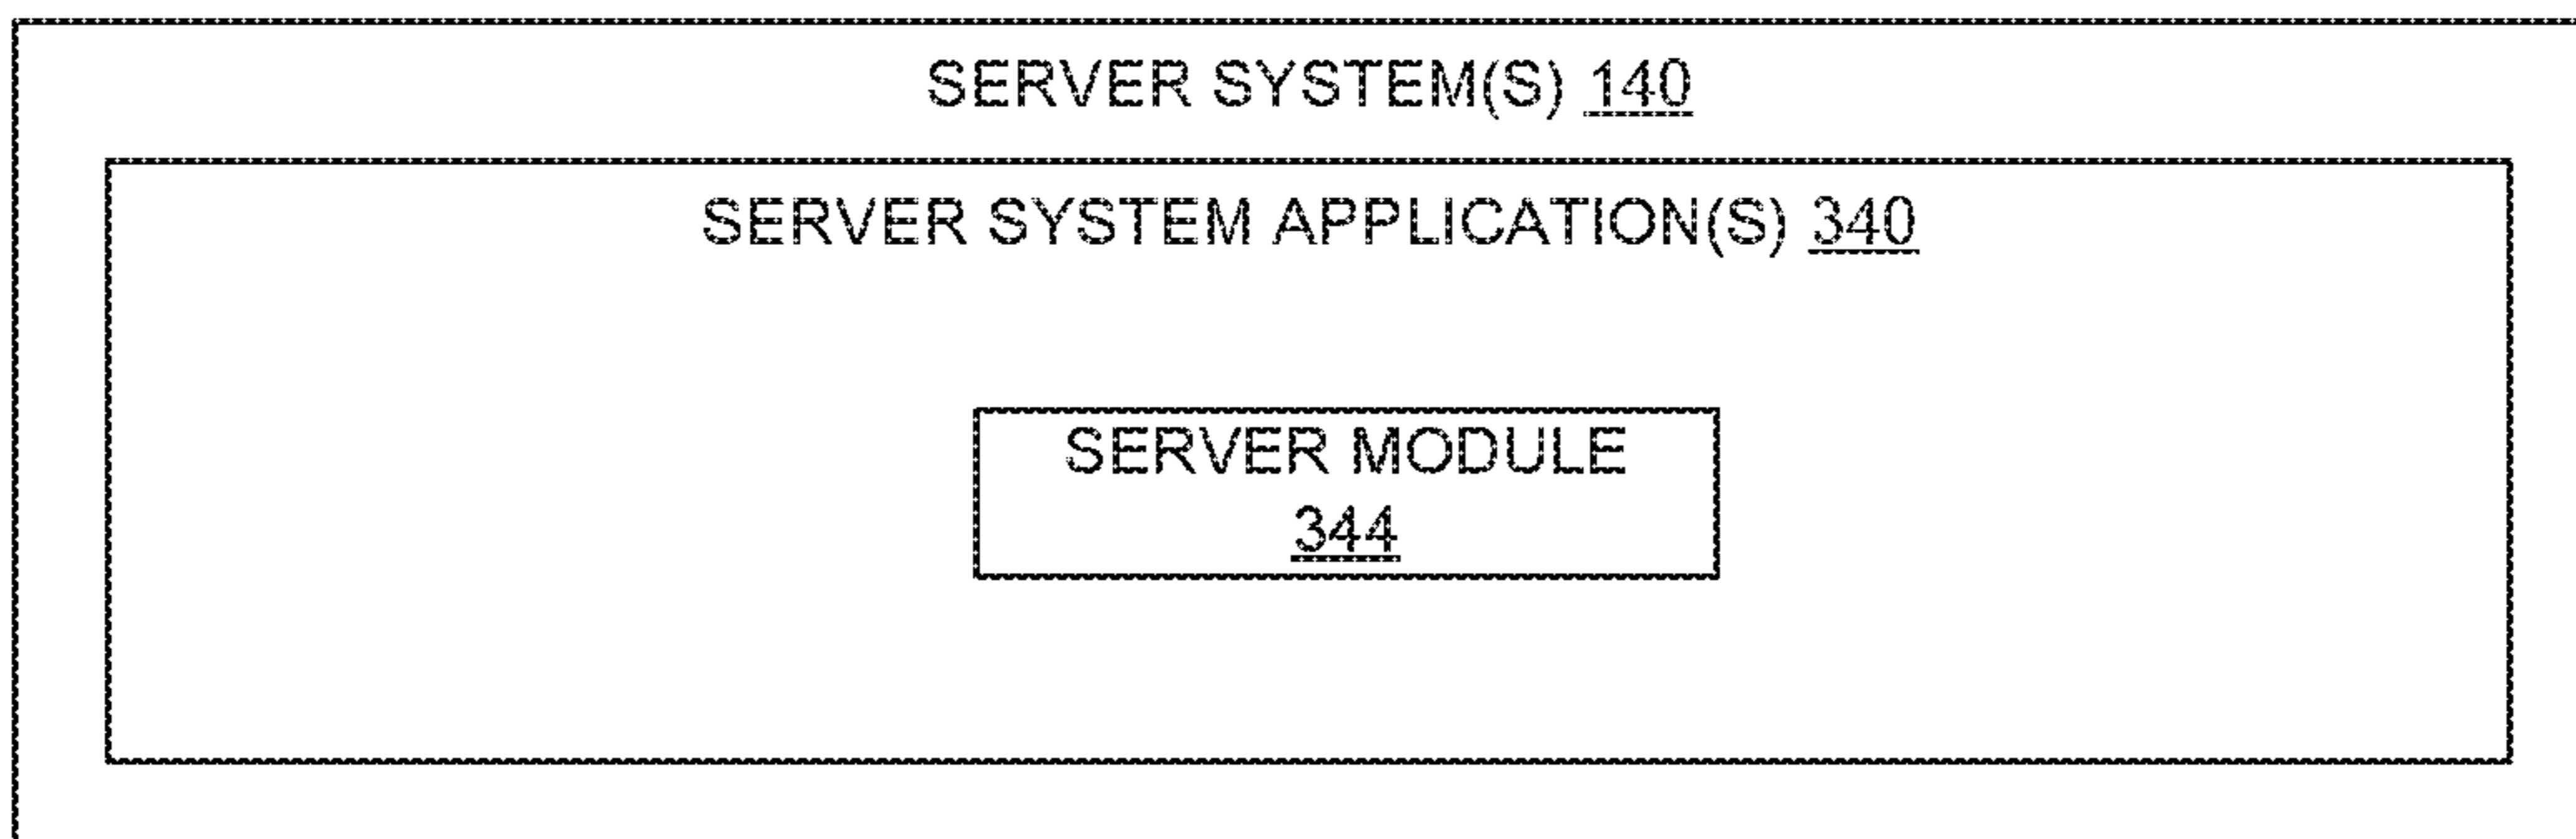 SERVER SYSTEM(S) 140
SERVER SYSTEM APPLICATION(S) 340
SERVER MODULE
344